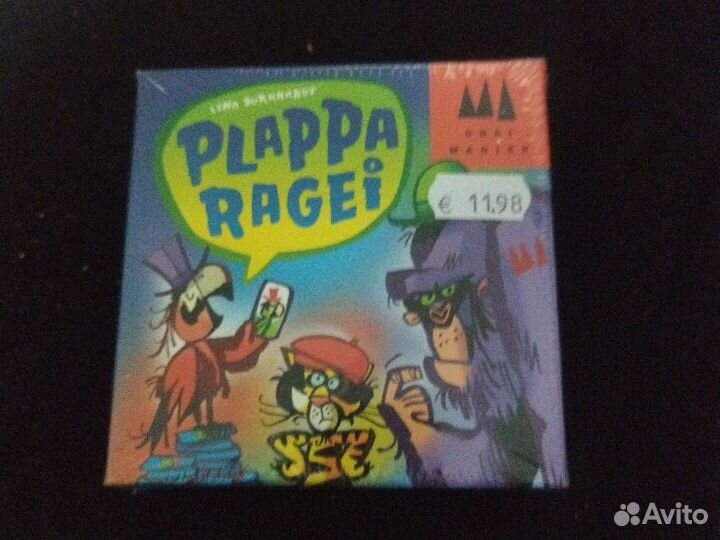 LENA BURKHARDT
PLAPPA
RAGEi
DREI
MAGIER
€ 11.98
Avito